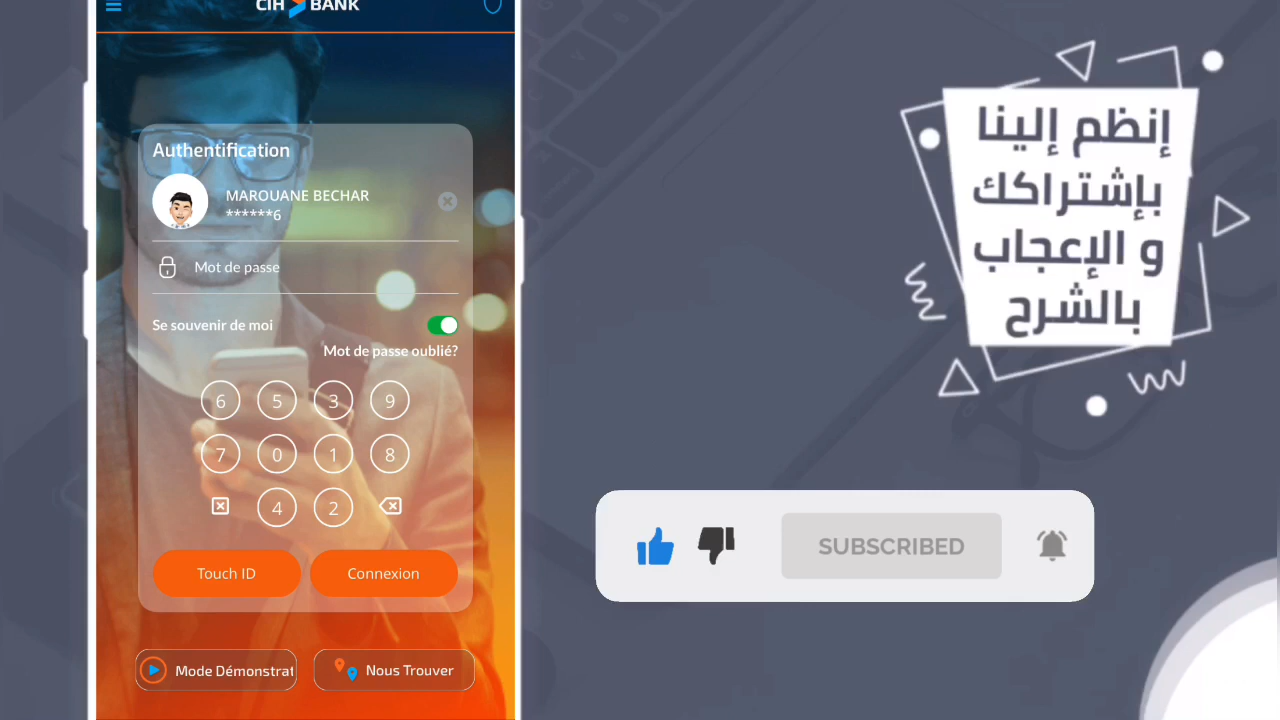 CIH BANK
Authentification
MAROUANE BECHAR
******6
Mot de passe
Se souvenir de moi
Mot de passe oublié?
6 5 3 9
7 0 1 8
4 2
Touch ID
Connexion
Mode Démonstrat
Nous Trouver
إنظم إلينا
بإشتراكك
و الإعجاب
بالشرح
SUBSCRIBED